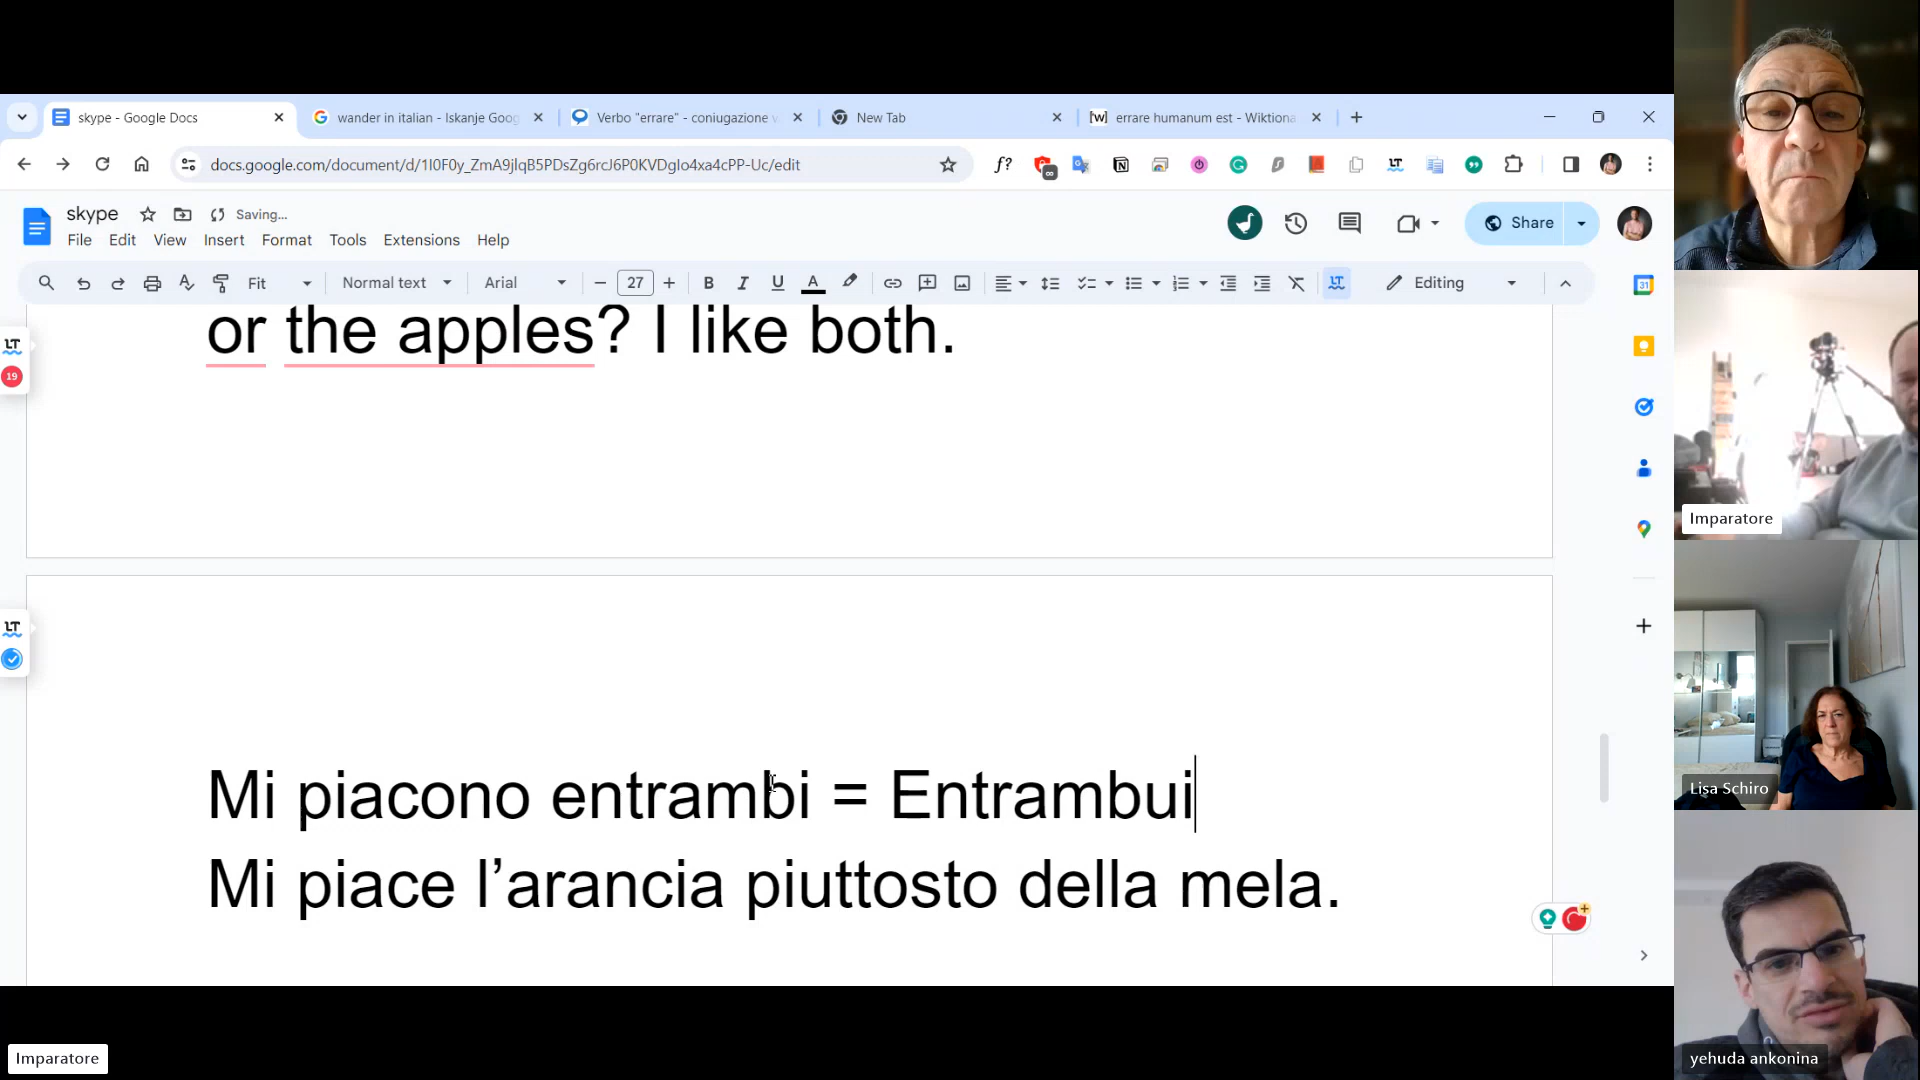 skype - Google Docs
wander in italian - Iskanje Goog
Verbo "errare" - coniugazione v
New Tab
errare humanum est - Wiktiona
docs.google.com/document/d/1I0F0y_ZmA9jlqB5PDsZg6rcJ6P0KVDgIo4xa4cPP-Uc/edit
skype
Saving...
Share
File Edit View Insert Format Tools Extensions Help
Fit
Normal text
Arial
27
Editing
or the apples? I like both.
19
Mi piacono entrambi = Entrambui
Mi piace l’arancia piuttosto della mela.
Imparatore
Lisa Schiro
yehuda ankonina
Imparatore